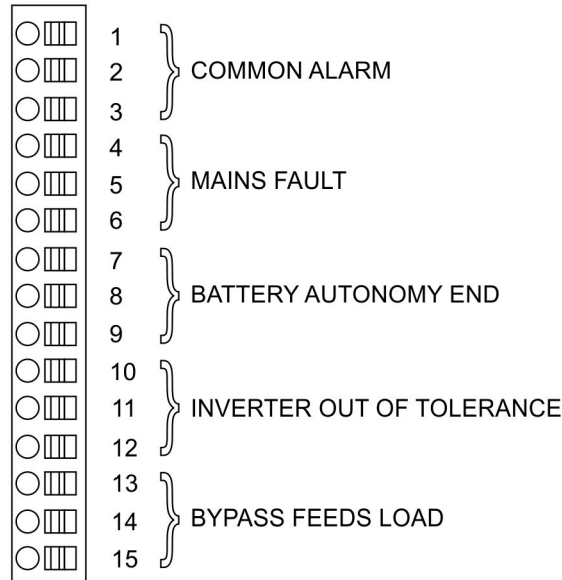 1
2 COMMON ALARM
3
4
5 MAINS FAULT
6
7
8 BATTERY AUTONOMY END
9
10
11 INVERTER OUT OF TOLERANCE
12
13
14 BYPASS FEEDS LOAD
15